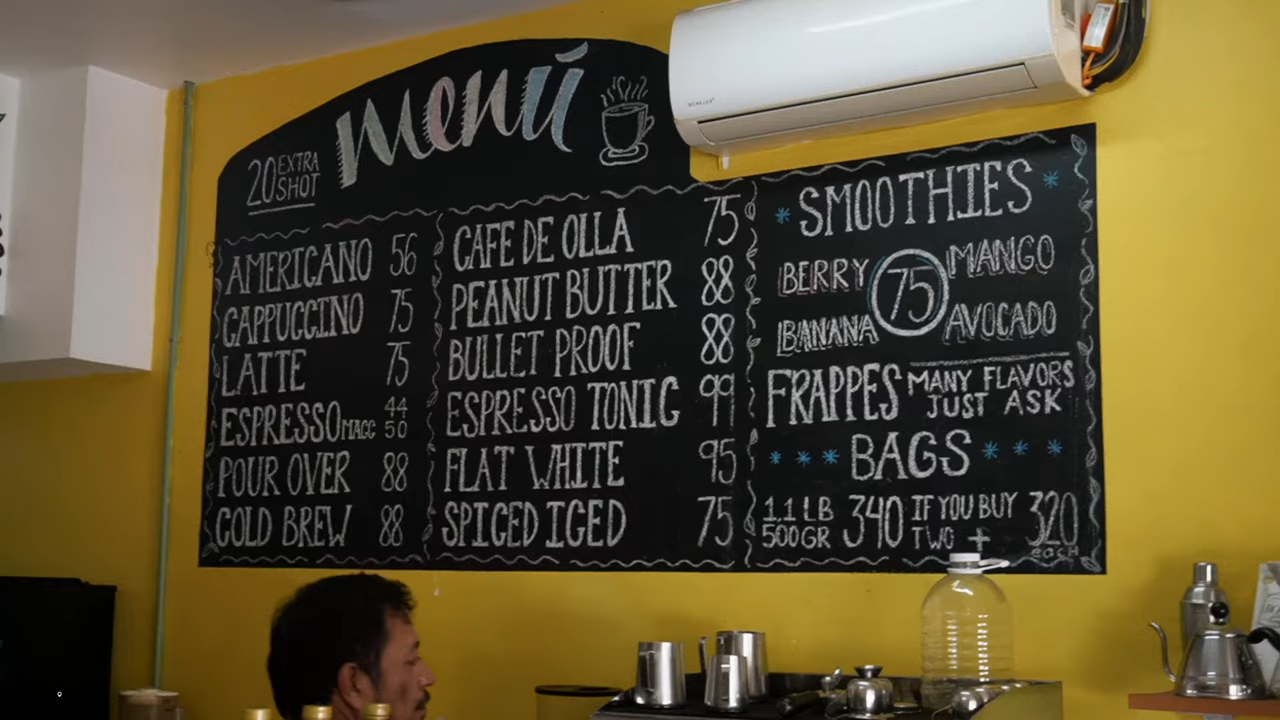 menú
20 EXTRA SHOT
AMERICANO 56
CAPPUCCINO 75
LATTE 75
ESPRESSO 44
MACC 50
POUR OVER 88
COLD BREW 88
CAFE DE OLLA 75
PEANUT BUTTER 88
BULLET PROOF 88
ESPRESSO TONIC 99
FLAT WHITE 95
SPICED ICED 75
SMOOTHIES
BERRY 75 MANGO
BANANA AVOCADO
FRAPPES MANY FLAVORS
JUST ASK
BAGS
1.1 LB 340 IF YOU BUY 320
500GR TWO + each